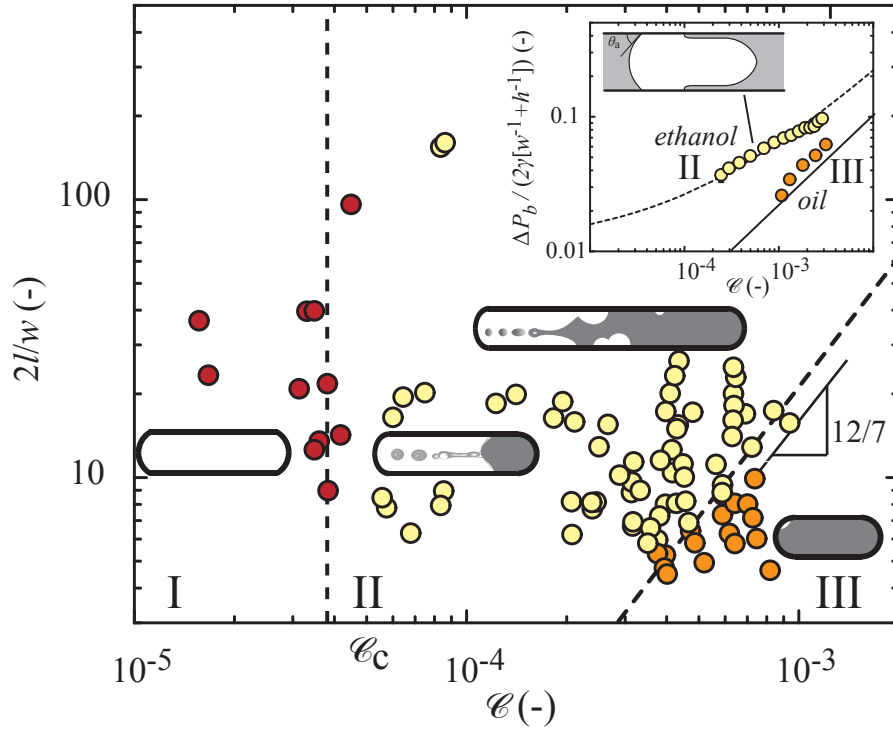 2l/w (-)
100
10
I
II
III
12/7
10^-5
𝒞c
10^-4
10^-3
𝒞 (-)
ΔP_b / (2γ[w^-1+h^-1]) (-)
0.1
0.01
θ_a
ethanol
II
III
oil
10^-4
10^-3
𝒞 (-)